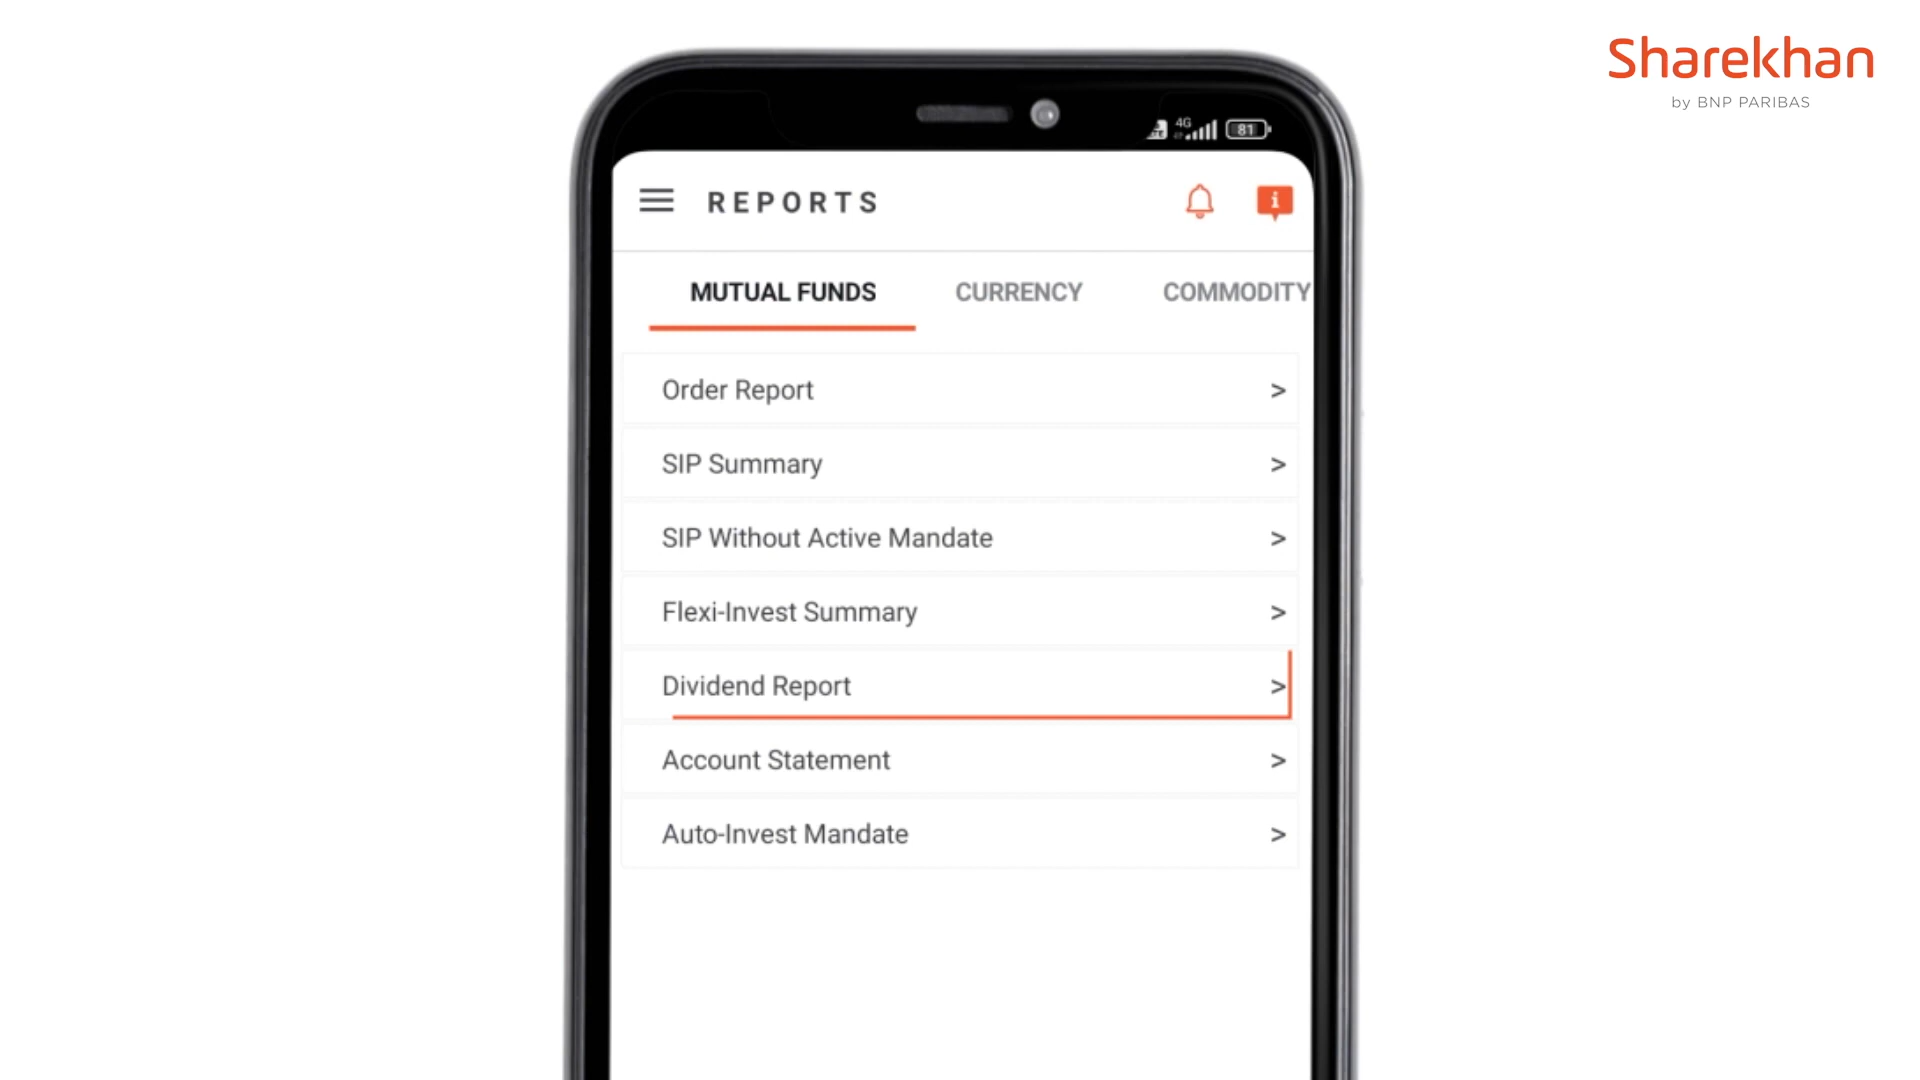 Sharekhan
by BNP PARIBAS
4G
81
REPORTS
MUTUAL FUNDS CURRENCY COMMODITY
Order Report >
SIP Summary >
SIP Without Active Mandate >
Flexi-Invest Summary >
Dividend Report >
Account Statement >
Auto-Invest Mandate >